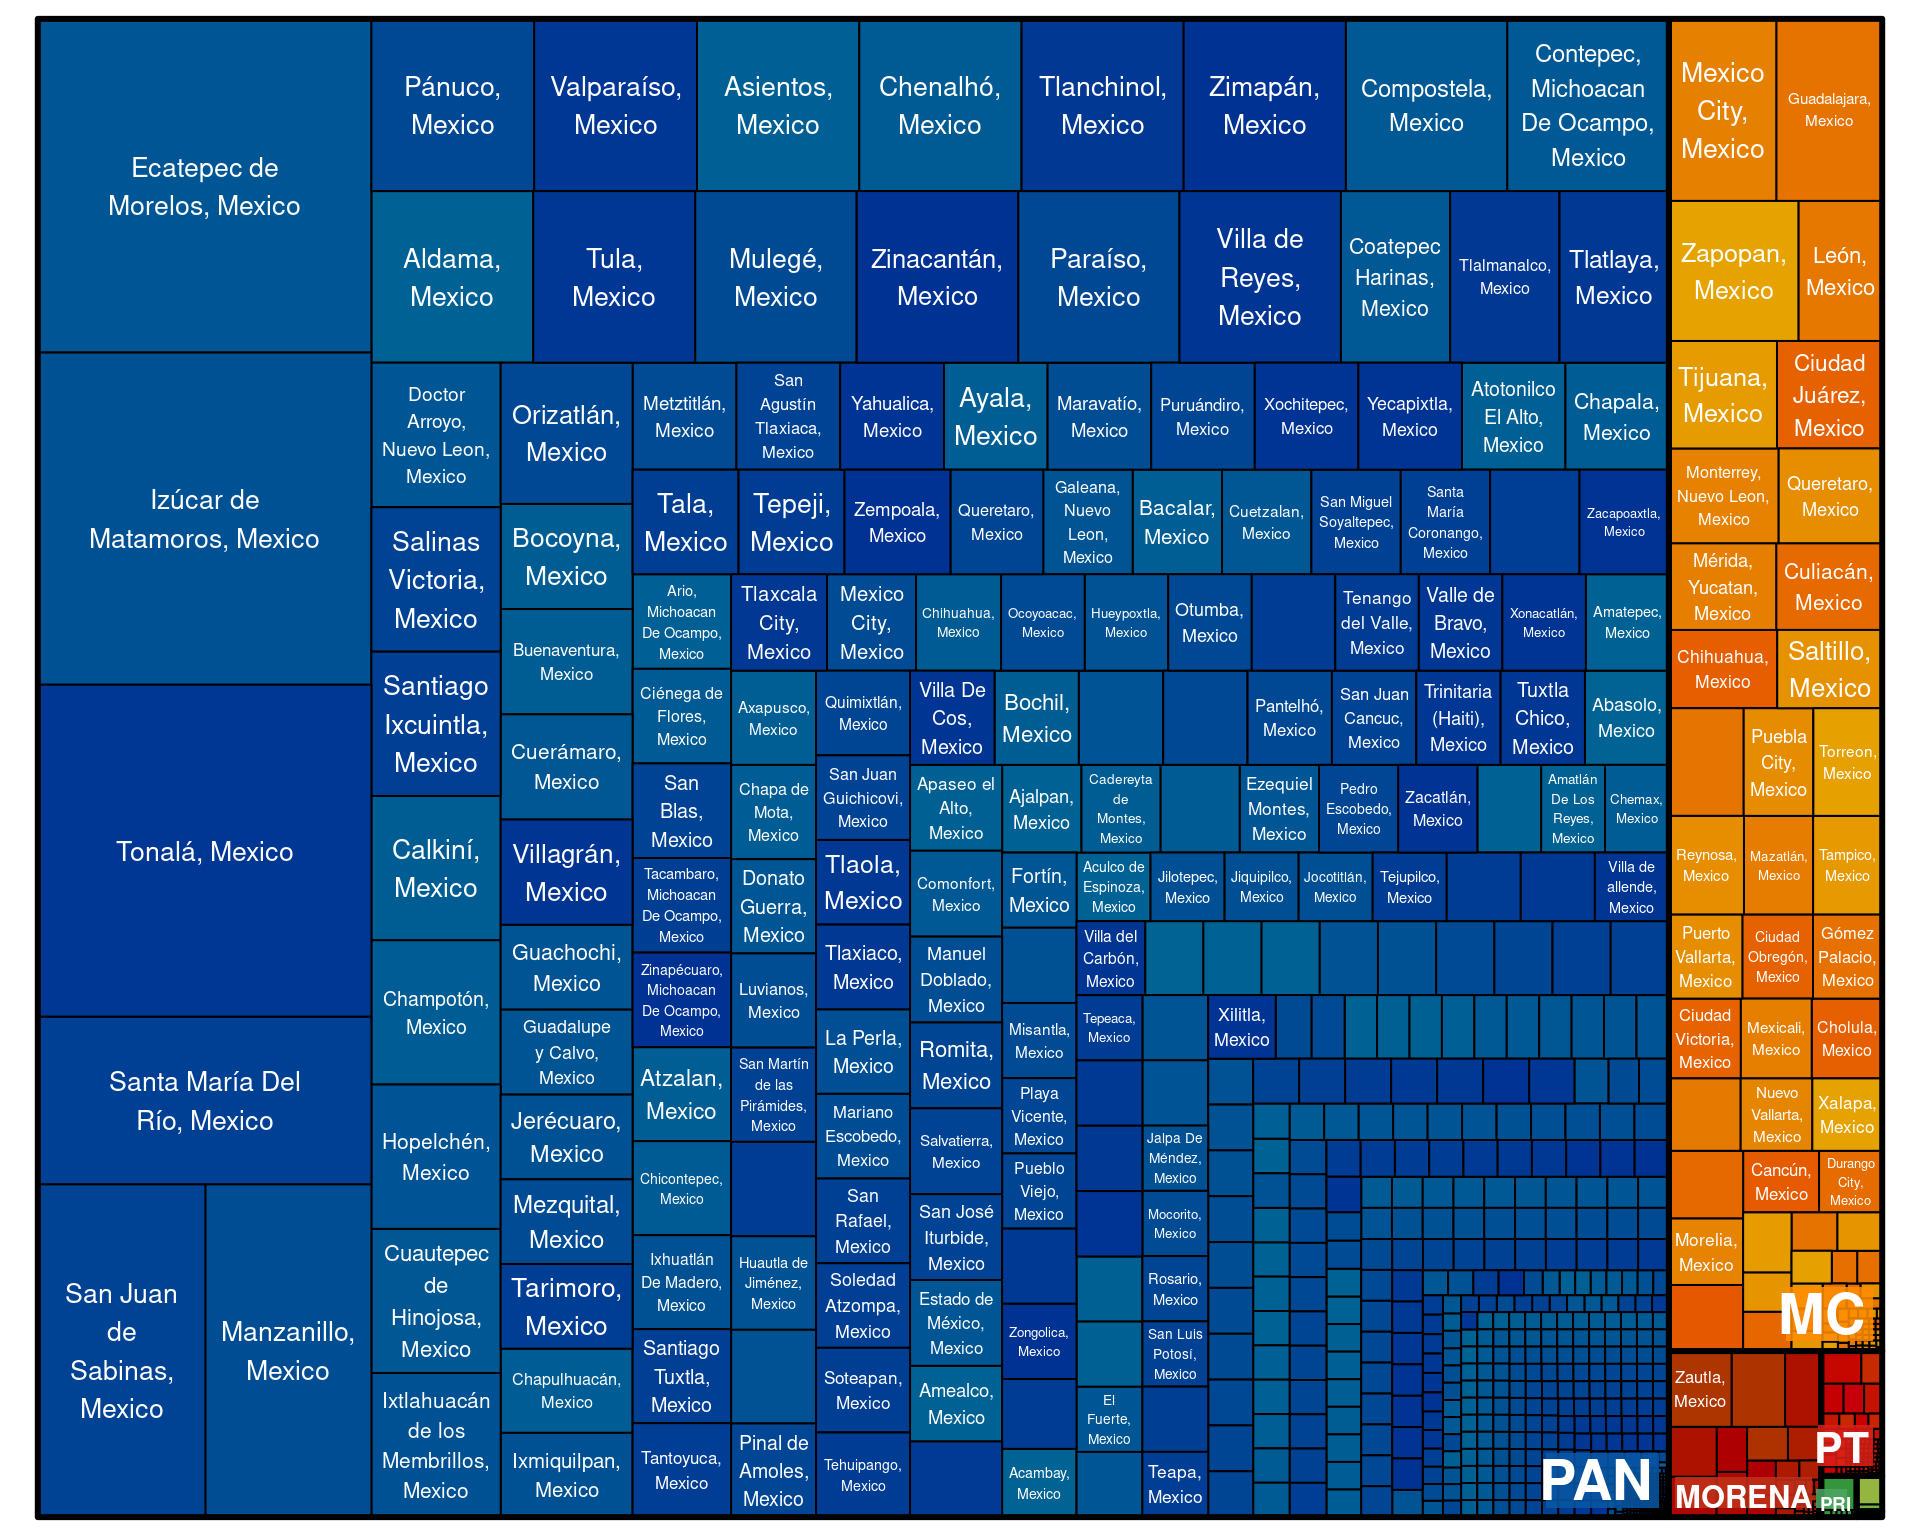 Ecatepec de
Morelos, Mexico
Izúcar de
Matamoros, Mexico
Tonalá, Mexico
Santa María Del
Río, Mexico
San Juan
de
Sabinas,
Mexico
Manzanillo,
Mexico
Pánuco,
Mexico
Valparaíso,
Mexico
Asientos,
Mexico
Chenalhó,
Mexico
Tlanchinol,
Mexico
Zimapán,
Mexico
Compostela,
Mexico
Contepec,
Michoacan
De Ocampo,
Mexico
Aldama,
Mexico
Tula,
Mexico
Mulegé,
Mexico
Zinacantán,
Mexico
Paraíso,
Mexico
Villa de
Reyes,
Mexico
Coatepec
Harinas,
Mexico
Tlalmanalco,
Mexico
Tlatlaya,
Mexico
Doctor
Arroyo,
Nuevo Leon,
Mexico
Salinas
Victoria,
Mexico
Santiago
Ixcuintla,
Mexico
Calkiní,
Mexico
Champotón,
Mexico
Hopelchén,
Mexico
Cuautepec
de
Hinojosa,
Mexico
Ixtlahuacán
de los
Membrillos,
Mexico
Orizatlán,
Mexico
Bocoyna,
Mexico
Buenaventura,
Mexico
Cuerámaro,
Mexico
Villagrán,
Mexico
Guachochi,
Mexico
Guadalupe
y Calvo,
Mexico
Jerécuaro,
Mexico
Mezquital,
Mexico
Tarimoro,
Mexico
Chapulhuacán,
Mexico
Ixmiquilpan,
Mexico
Metztitlán,
Mexico
San
Agustín
Tlaxiaca,
Mexico
Yahualica,
Mexico
Ayala,
Mexico
Maravatío,
Mexico
Puruándiro,
Mexico
Xochitepec,
Mexico
Yecapixtla,
Mexico
Atotonilco
El Alto,
Mexico
Chapala,
Mexico
Tala,
Mexico
Tepeji,
Mexico
Zempoala,
Mexico
Queretaro,
Mexico
Galeana,
Nuevo
Leon,
Mexico
Bacalar,
Mexico
Cuetzalan,
Mexico
San Miguel
Soyaltepec,
Mexico
Santa
María
Coronango,
Mexico
Zacapoaxtla,
Mexico
Ario,
Michoacan
De Ocampo,
Mexico
Ciénega de
Flores,
Mexico
San
Blas,
Mexico
Tacambaro,
Michoacan
De Ocampo,
Mexico
Zinapécuaro,
Michoacan
De Ocampo,
Mexico
Atzalan,
Mexico
Chicontepec,
Mexico
Ixhuatlán
De Madero,
Mexico
Santiago
Tuxtla,
Mexico
Tantoyuca,
Mexico
Tlaxcala
City,
Mexico
Mexico
City,
Mexico
Chihuahua,
Mexico
Ocoyoacac,
Mexico
Hueypoxtla,
Mexico
Otumba,
Mexico
Tenango
del Valle,
Mexico
Valle de
Bravo,
Mexico
Xonacatlán,
Mexico
Amatepec,
Mexico
Axapusco,
Mexico
Chapa de
Mota,
Mexico
Donato
Guerra,
Mexico
Luvianos,
Mexico
San Martín
de las
Pirámides,
Mexico
Huautla de
Jiménez,
Mexico
Pinal de
Amoles,
Mexico
Quimixtlán,
Mexico
San Juan
Guichicovi,
Mexico
Tlaola,
Mexico
Tlaxiaco,
Mexico
La Perla,
Mexico
Mariano
Escobedo,
Mexico
San
Rafael,
Mexico
Soledad
Atzompa,
Mexico
Soteapan,
Mexico
Tehuipango,
Mexico
Villa De
Cos,
Mexico
Bochil,
Mexico
Pantelhó,
Mexico
San Juan
Cancuc,
Mexico
Trinitaria
(Haiti),
Mexico
Tuxtla
Chico,
Mexico
Abasolo,
Mexico
Apaseo el
Alto,
Mexico
Comonfort,
Mexico
Manuel
Doblado,
Mexico
Romita,
Mexico
Salvatierra,
Mexico
San José
Iturbide,
Mexico
Estado de
México,
Mexico
Amealco,
Mexico
Ajalpan,
Mexico
Cadereyta
de
Montes,
Mexico
Ezequiel
Montes,
Mexico
Pedro
Escobedo,
Mexico
Zacatlán,
Mexico
Amatlán
De Los
Reyes,
Mexico
Chemax,
Mexico
Fortín,
Mexico
Misantla,
Mexico
Playa
Vicente,
Mexico
Pueblo
Viejo,
Mexico
Zongolica,
Mexico
Acambay,
Mexico
Aculco de
Espinoza,
Mexico
Jilotepec,
Mexico
Jiquipilco,
Mexico
Jocotitlán,
Mexico
Tejupilco,
Mexico
Villa de
allende,
Mexico
Villa del
Carbón,
Mexico
Tepeaca,
Mexico
Xilitla,
Mexico
Jalpa De
Méndez,
Mexico
Mocorito,
Mexico
Rosario,
Mexico
San Luis
Potosí,
Mexico
El
Fuerte,
Mexico
Teapa,
Mexico
PAN
Mexico
City,
Mexico
Guadalajara,
Mexico
Zapopan,
Mexico
León,
Mexico
Tijuana,
Mexico
Ciudad
Juárez,
Mexico
Monterrey,
Nuevo Leon,
Mexico
Queretaro,
Mexico
Mérida,
Yucatan,
Mexico
Culiacán,
Mexico
Chihuahua,
Mexico
Saltillo,
Mexico
Puebla
City,
Mexico
Torreon,
Mexico
Reynosa,
Mexico
Mazatlán,
Mexico
Tampico,
Mexico
Puerto
Vallarta,
Mexico
Ciudad
Obregón,
Mexico
Gómez
Palacio,
Mexico
Ciudad
Victoria,
Mexico
Mexicali,
Mexico
Cholula,
Mexico
Nuevo
Vallarta,
Mexico
Xalapa,
Mexico
Cancún,
Mexico
Durango
City,
Mexico
Morelia,
Mexico
MC
Zautla,
Mexico
MORENA
PT
PRI